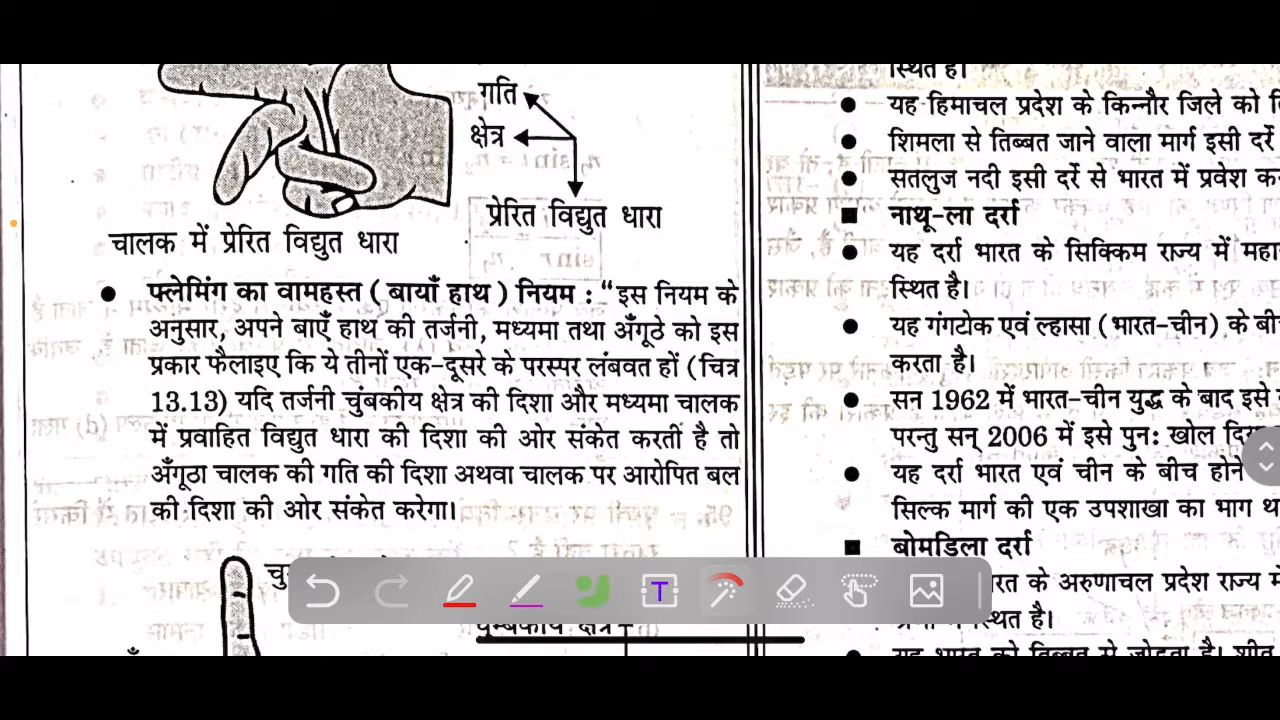 गति
क्षेत्र
प्रेरित विद्युत धारा
चालक में प्रेरित विद्युत धारा
● फ्लेमिंग का वामहस्त ( बायाँ हाथ ) नियम : “इस नियम के
अनुसार, अपने बाएँ हाथ की तर्जनी, मध्यमा तथा अँगूठे को इस
प्रकार फैलाइए कि ये तीनों एक-दूसरे के परस्पर लंबवत हों (चित्र
13.13) यदि तर्जनी चुंबकीय क्षेत्र की दिशा और मध्यमा चालक
में प्रवाहित विद्युत धारा की दिशा की ओर संकेत करतीं है तो
अँगूठा चालक की गति की दिशा अथवा चालक पर आरोपित बल
की दिशा की ओर संकेत करेगा।
चुम्बकीय क्षेत्र
स्थित है।
● यह हिमाचल प्रदेश के किन्नौर जिले को
● शिमला से तिब्बत जाने वाला मार्ग इसी दर्रे
● सतलुज नदी इसी दर्रे से भारत में प्रवेश
■ नाथू-ला दर्रा
● यह दर्रा भारत के सिक्किम राज्य में
स्थित है।
● यह गंगटोक एवं ल्हासा (भारत-चीन) के
करता है।
● सन 1962 में भारत-चीन युद्ध के बाद इसे
परन्तु सन् 2006 में इसे पुन: खोल
● यह दर्रा भारत एवं चीन के बीच होने
सिल्क मार्ग की एक उपशाखा का भाग
■ बोमडिला दर्रा
के अरुणाचल प्रदेश राज्य में
है।
● यह भारत को तिब्बत से जोड़ता है।